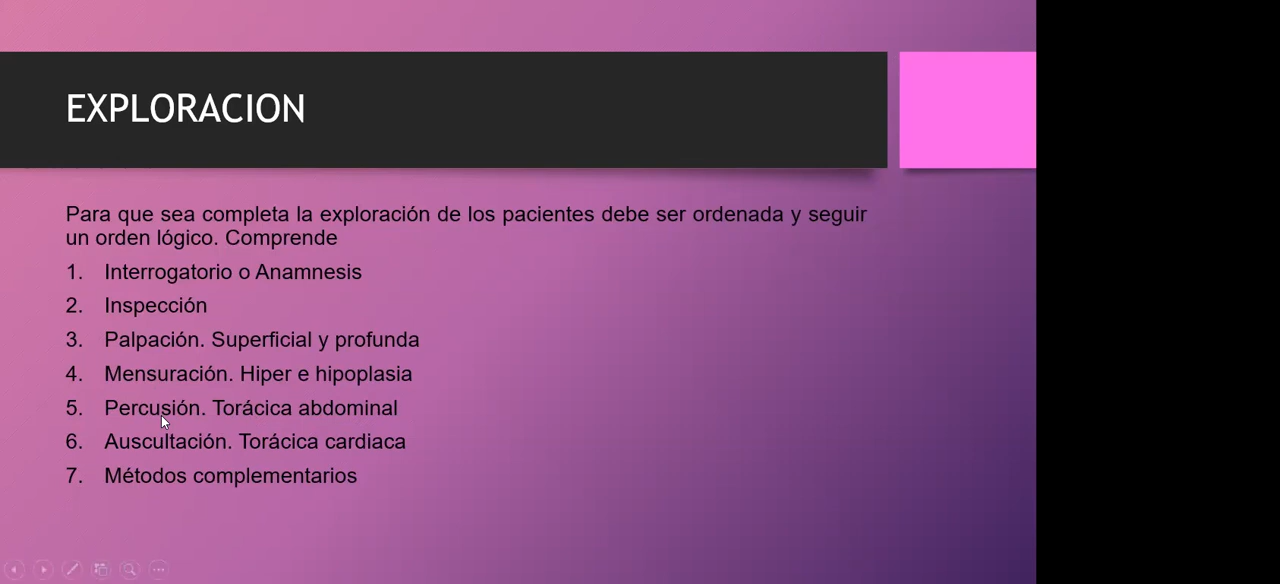 EXPLORACION
Para que sea completa la exploración de los pacientes debe ser ordenada y seguir
un orden lógico. Comprende
1. Interrogatorio o Anamnesis
2. Inspección
3. Palpación. Superficial y profunda
4. Mensuración. Hiper e hipoplasia
5. Percusión. Torácica abdominal
6. Auscultación. Torácica cardiaca
7. Métodos complementarios